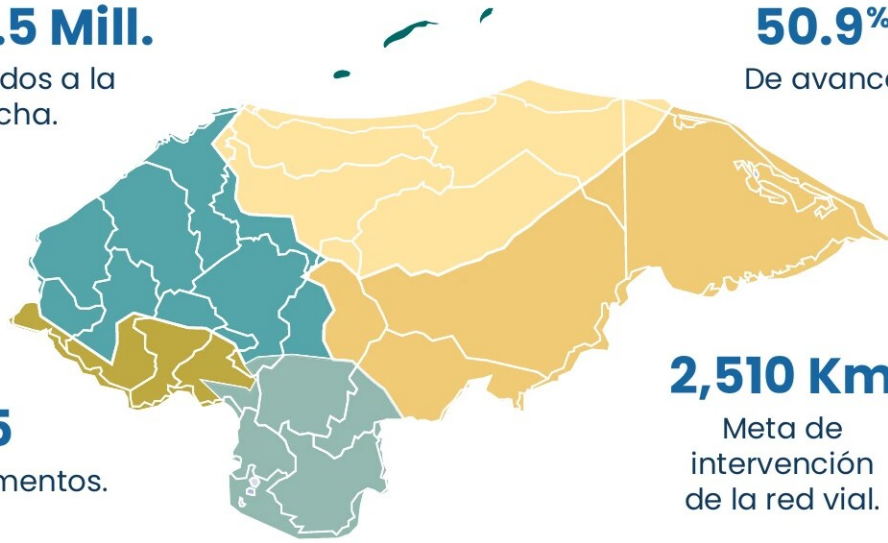 .5 Mill.
dos a la
cha.
50.9%
De avance
5
mentos.
2,510 Km
Meta de
intervención
de la red vial.